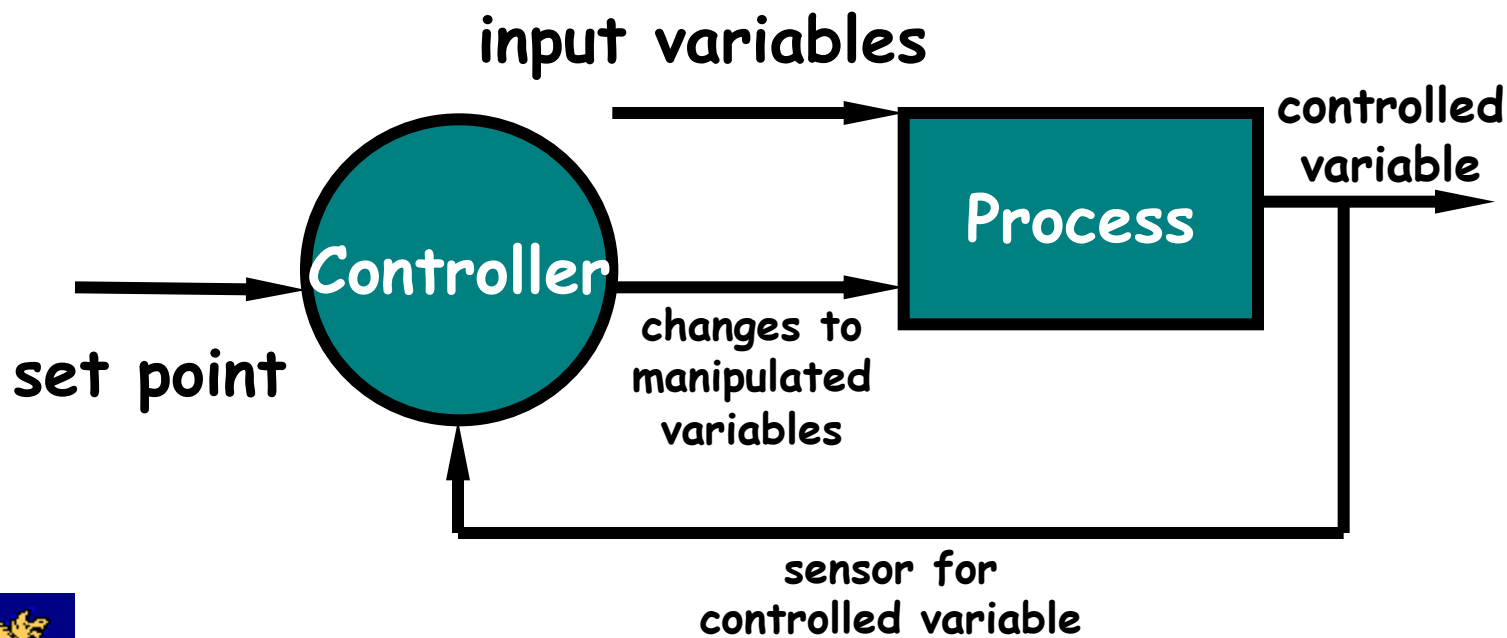 input variables
controlled
variable
Process
Controller
set point
changes to
manipulated
variables
sensor for
controlled variable